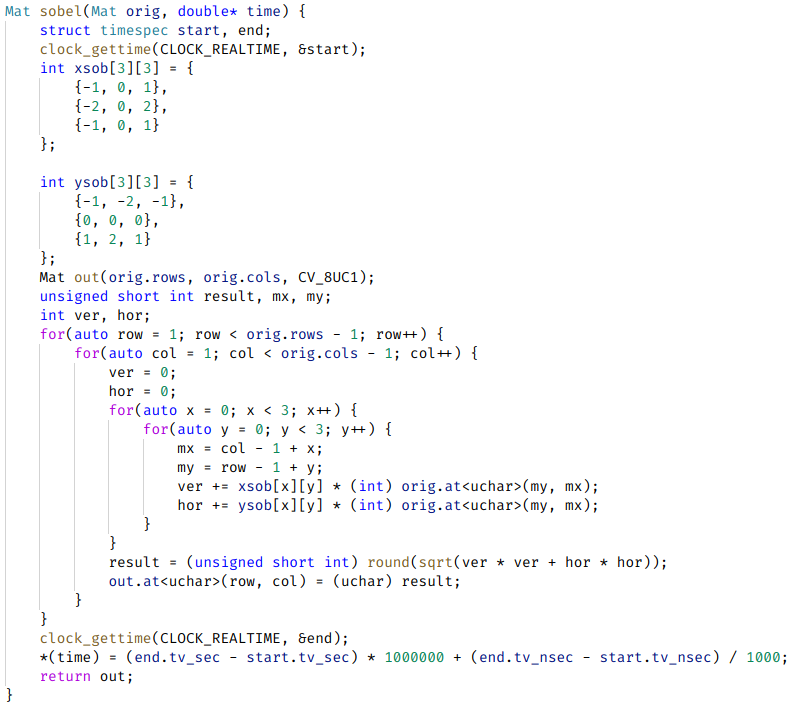 Mat sobel(Mat orig, double* time) {
    struct timespec start, end;
    clock_gettime(CLOCK_REALTIME, &start);
    int xsob[3][3] = {
        {-1, 0, 1},
        {-2, 0, 2},
        {-1, 0, 1}
    };

    int ysob[3][3] = {
        {-1, -2, -1},
        {0, 0, 0},
        {1, 2, 1}
    };
    Mat out(orig.rows, orig.cols, CV_8UC1);
    unsigned short int result, mx, my;
    int ver, hor;
    for(auto row = 1; row < orig.rows - 1; row++) {
        for(auto col = 1; col < orig.cols - 1; col++) {
            ver = 0;
            hor = 0;
            for(auto x = 0; x < 3; x++) {
                for(auto y = 0; y < 3; y++) {
                    mx = col - 1 + x;
                    my = row - 1 + y;
                    ver += xsob[x][y] * (int) orig.at<uchar>(my, mx);
                    hor += ysob[x][y] * (int) orig.at<uchar>(my, mx);
                }
            }
            result = (unsigned short int) round(sqrt(ver * ver + hor * hor));
            out.at<uchar>(row, col) = (uchar) result;
        }
    }
    clock_gettime(CLOCK_REALTIME, &end);
    *(time) = (end.tv_sec - start.tv_sec) * 1000000 + (end.tv_nsec - start.tv_nsec) / 1000;
    return out;
}